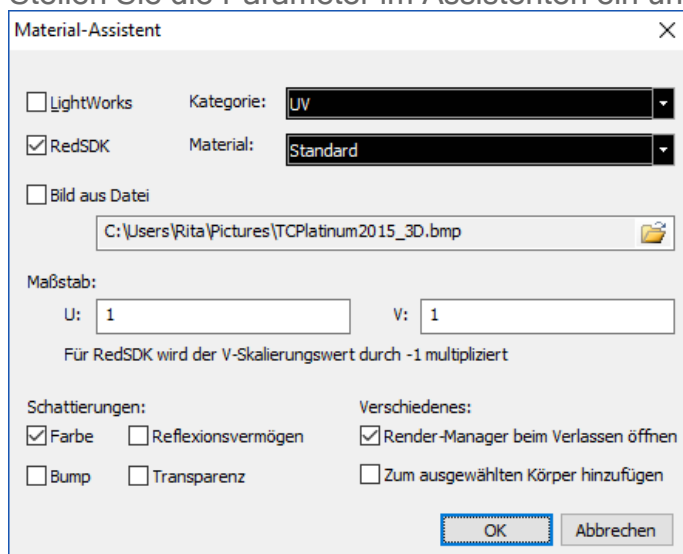 Stellen Sie die Parameter im Assistenten ein un
Material-Assistent
LightWorks Kategorie: UV
RedSDK Material: Standard
Bild aus Datei
C:\Users\Rita\Pictures\TCPlatinum2015_3D.bmp
Maßstab:
U: 1 V: 1
Für RedSDK wird der V-Skalierungswert durch -1 multipliziert
Schattierungen: Verschiedenes:
Farbe Reflexionsvermögen Render-Manager beim Verlassen öffnen
Bump Transparenz Zum ausgewählten Körper hinzufügen
OK Abbrechen